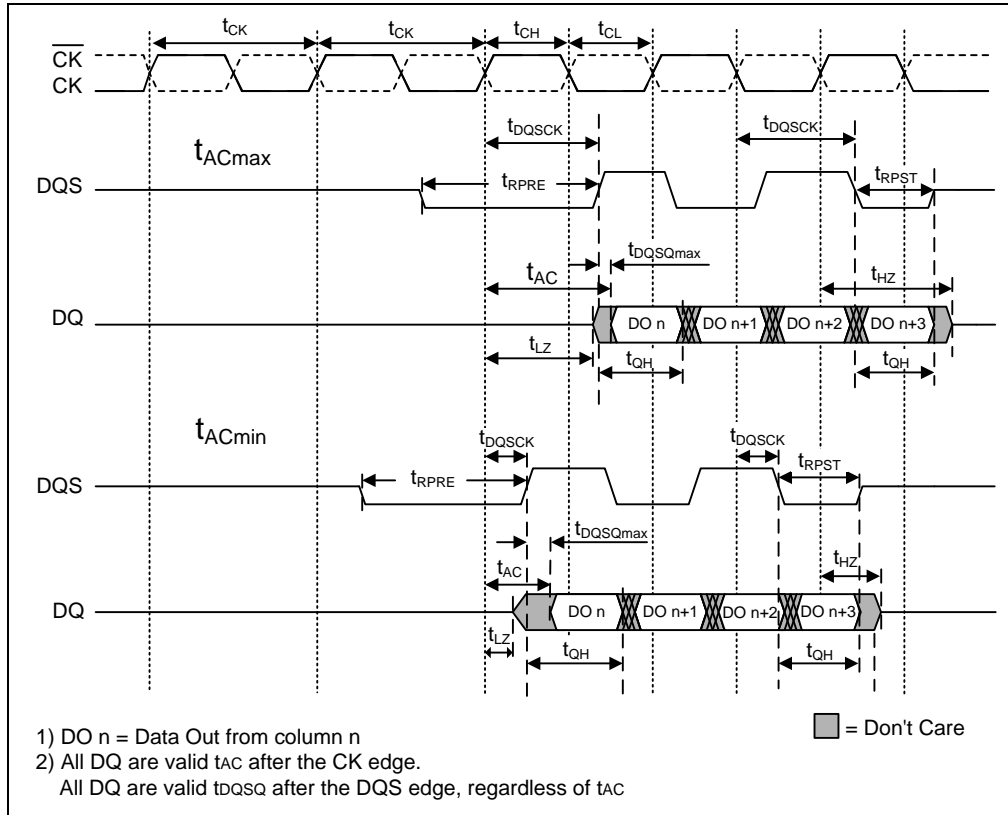 tCK tCK tCH tCL
CK
CK
tDQSCK tDQSCK
tACmax
tRPRE tRPST
DQS
tDQSQmax
tAC tHZ
DQ DO n DO n+1 DO n+2 DO n+3
tLZ
tQH tQH
tACmin
tDQSCK tDQSCK
tRPRE tRPST
DQS
tDQSQmax
tAC tHZ
DQ DO n DO n+1 DO n+2 DO n+3
tLZ
tQH tQH
1) DO n = Data Out from column n
= Don't Care
2) All DQ are valid tAC after the CK edge.
All DQ are valid tDQSQ after the DQS edge, regardless of tAC